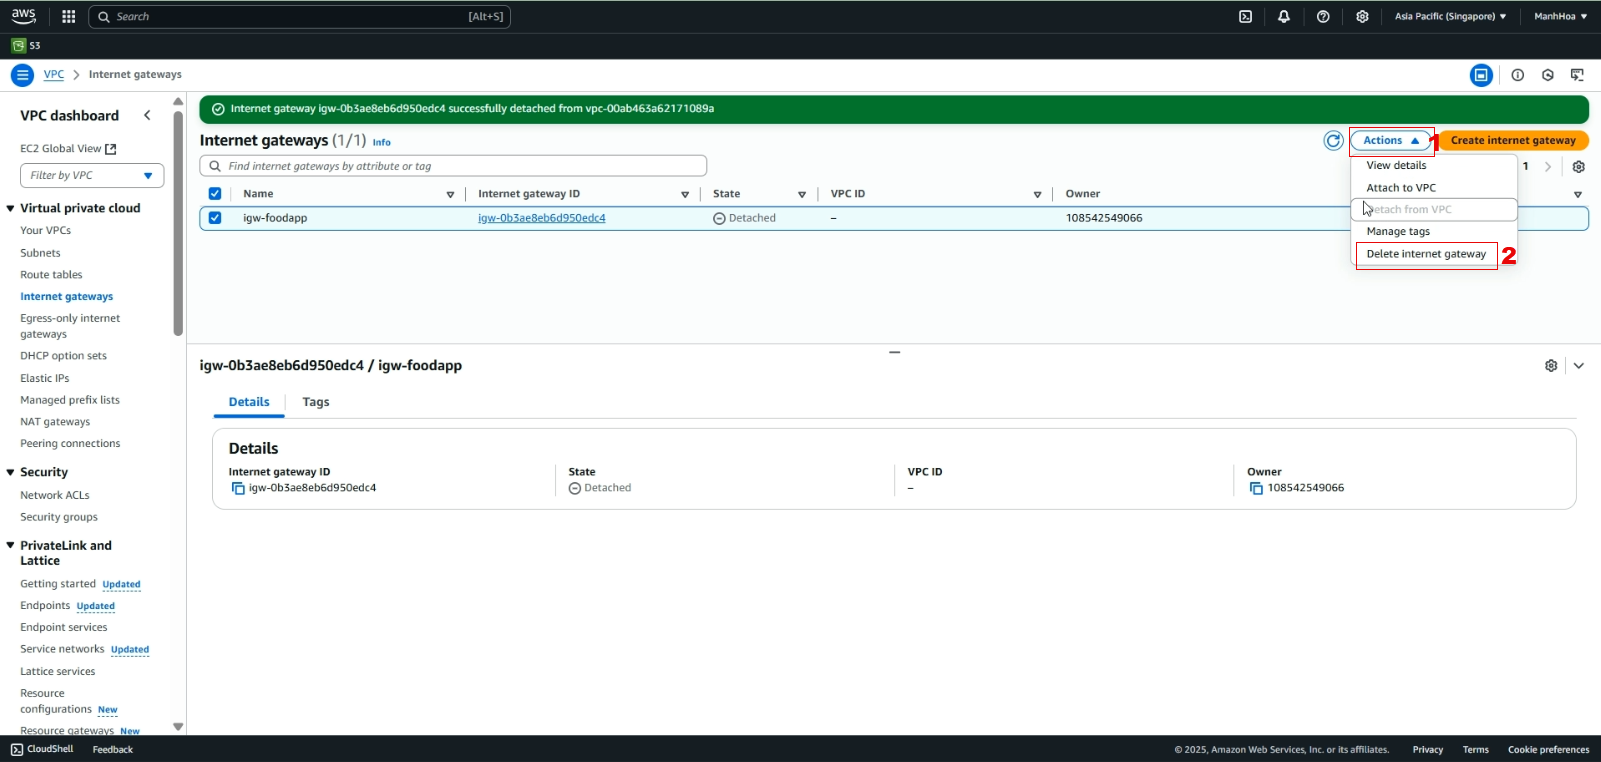 aws
Search [Alt+S]
Asia Pacific (Singapore) ManhHoa
S3
VPC > Internet gateways
VPC dashboard
EC2 Global View
Filter by VPC
Virtual private cloud
Your VPCs
Subnets
Route tables
Internet gateways
Egress-only internet
gateways
DHCP option sets
Elastic IPs
Managed prefix lists
NAT gateways
Peering connections
Security
Network ACLs
Security groups
PrivateLink and
Lattice
Getting started Updated
Endpoints Updated
Endpoint services
Service networks Updated
Lattice services
Resource
configurations New
Resource gateways New
Internet gateway igw-0b3ae8eb6d950edc4 successfully detached from vpc-00ab463a62171089a
Internet gateways (1/1) Info
Actions 1 Create internet gateway
Find internet gateways by attribute or tag
1
View details
Attach to VPC
Detach from VPC
Manage tags
Delete internet gateway 2
Name Internet gateway ID State VPC ID Owner
igw-foodapp igw-0b3ae8eb6d950edc4 Detached – 108542549066
igw-0b3ae8eb6d950edc4 / igw-foodapp
Details Tags
Details
Internet gateway ID State VPC ID Owner
igw-0b3ae8eb6d950edc4 Detached – 108542549066
CloudShell Feedback © 2025, Amazon Web Services, Inc. or its affiliates. Privacy Terms Cookie preferences